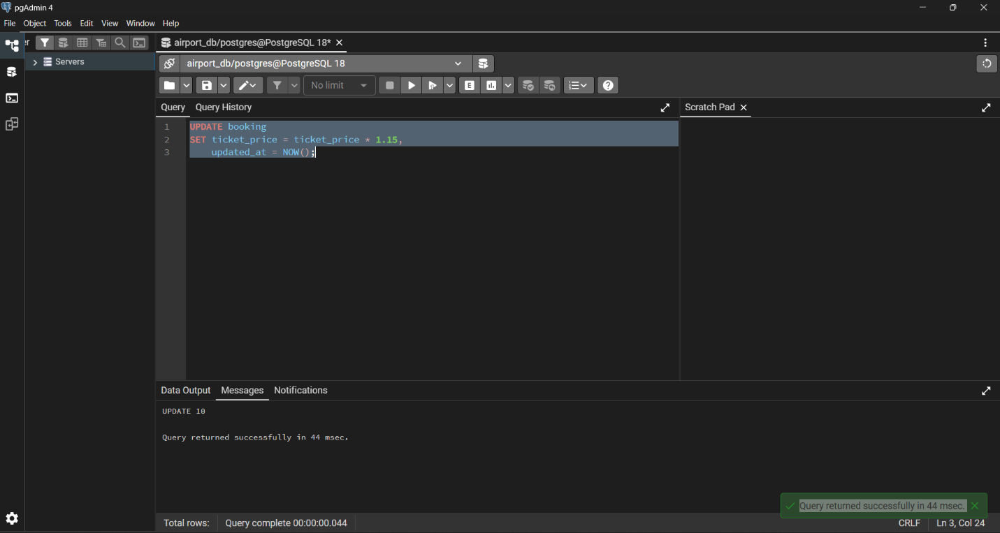 pgAdmin 4
File Object Tools Edit View Window Help
er
airport_db/postgres@PostgreSQL 18*
Servers
airport_db/postgres@PostgreSQL 18
No limit
E
Query Query History
Scratch Pad
1 UPDATE booking
2 SET ticket_price = ticket_price * 1.15,
3 updated_at = NOW();
Data Output Messages Notifications
UPDATE 10
Query returned successfully in 44 msec.
Query returned successfully in 44 msec.
Total rows: Query complete 00:00:00.044 CRLF Ln 3, Col 24